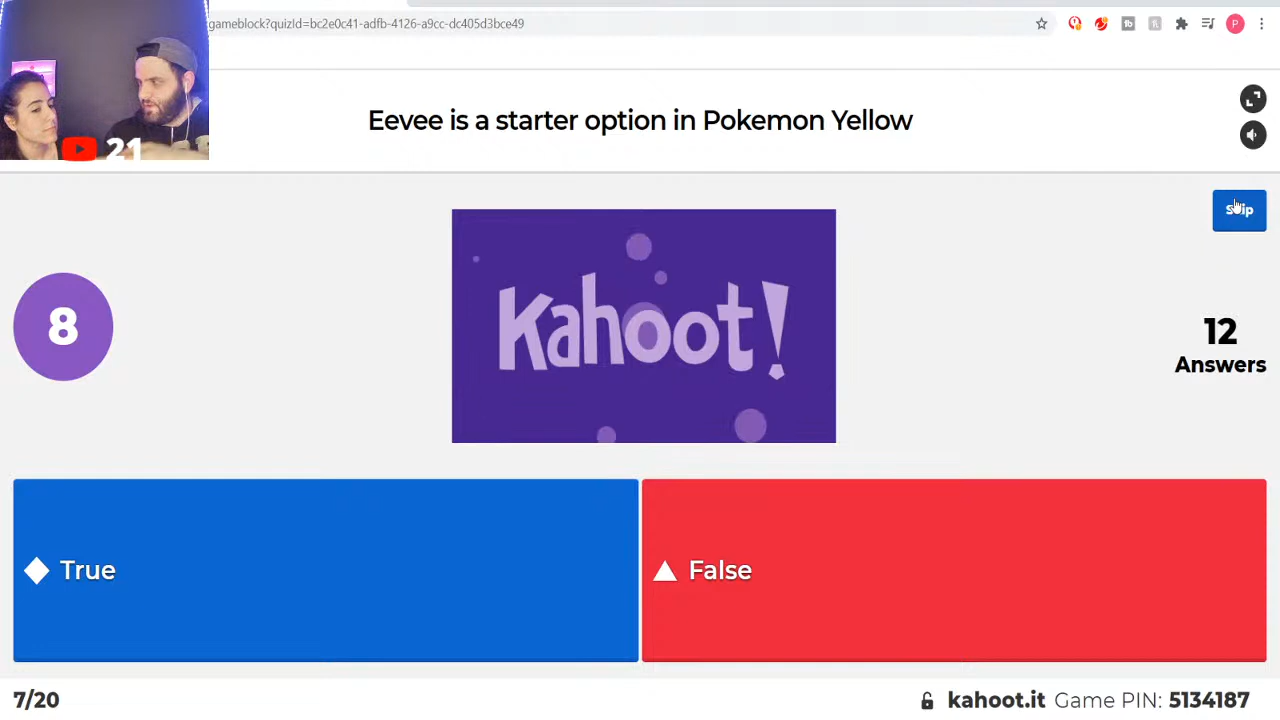 gameblock?quizId=bc2e0c41-adfb-4126-a9cc-dc405d3bce49
P
21
Eevee is a starter option in Pokemon Yellow
Skip
8
Kahoot!
12
Answers
True
False
7/20
kahoot.it Game PIN: 5134187